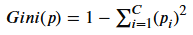 Gini(p) = 1 − ∑_{i=1}^{C}(p_i)^2